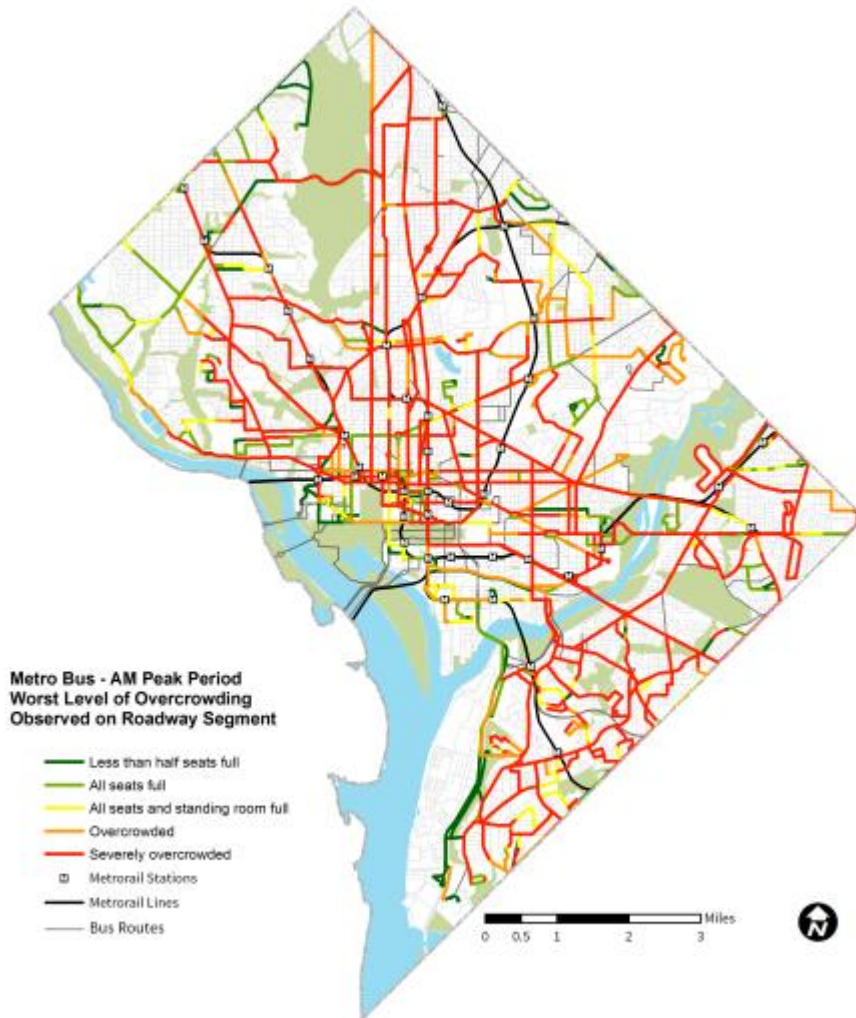 Metro Bus - AM Peak Period
Worst Level of Overcrowding
Observed on Roadway Segment
Less than half seats full
All seats full
All seats and standing room full
Overcrowded
Severely overcrowded
Metrorail Stations
Metrorail Lines
Bus Routes
Miles
0 0.5 1 2 3
N